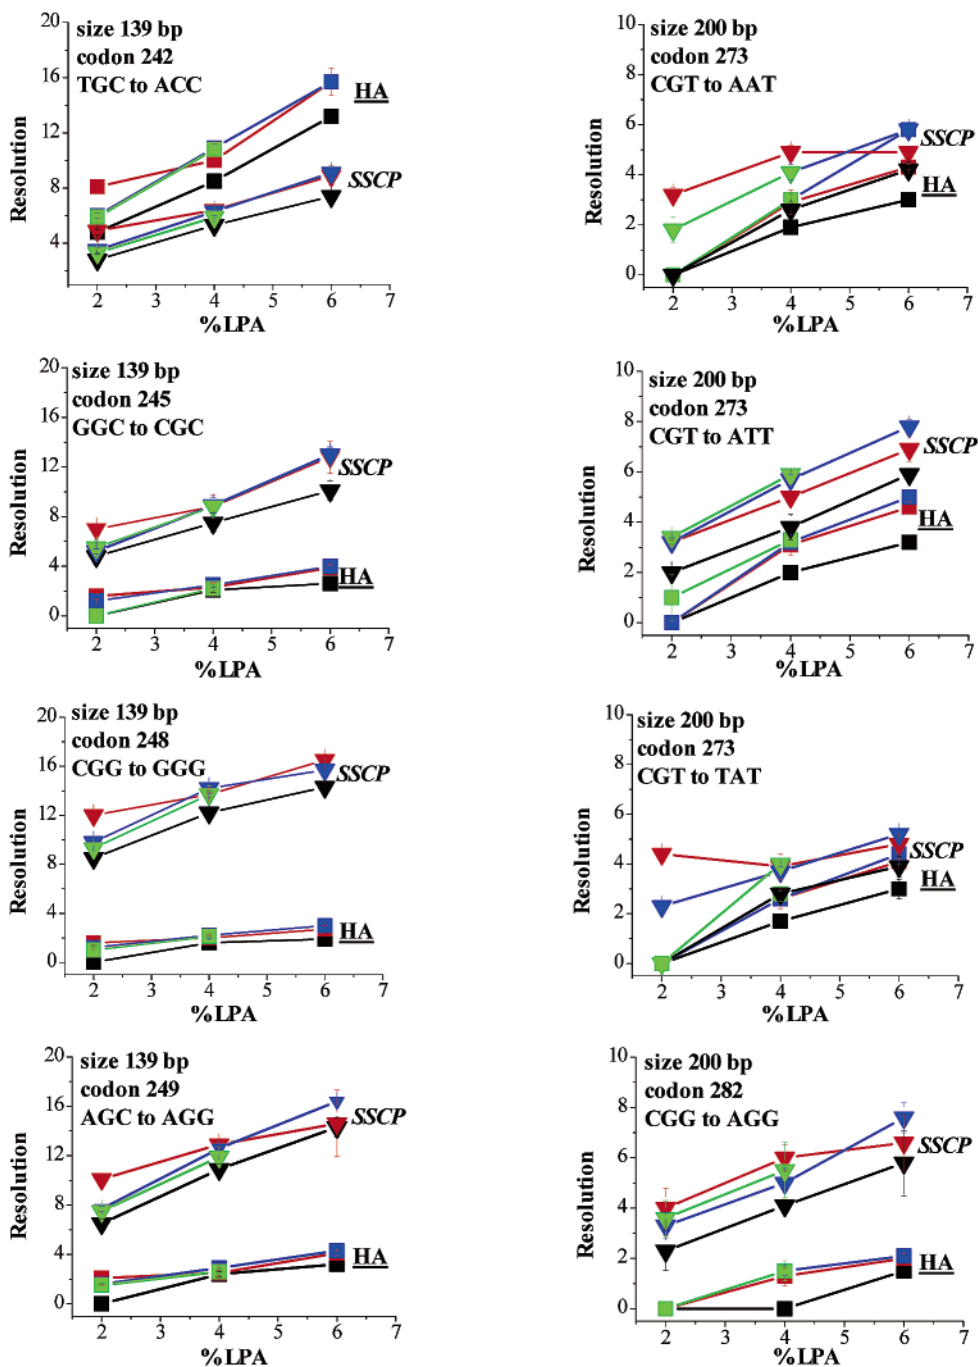 size 139 bp
codon 242
TGC to ACC
HA
SSCP
Resolution
20
16
12
8
4
2 3 4 5 6 7
%LPA
size 200 bp
codon 273
CGT to AAT
SSCP
HA
Resolution
10
8
6
4
2
0
2 3 4 5 6 7
%LPA
size 139 bp
codon 245
GGC to CGC
SSCP
HA
Resolution
20
16
12
8
4
0
2 3 4 5 6 7
%LPA
size 200 bp
codon 273
CGT to ATT
SSCP
HA
Resolution
10
8
6
4
2
0
2 3 4 5 6 7
%LPA
size 139 bp
codon 248
CGG to GGG
SSCP
HA
Resolution
20
16
12
8
4
0
2 3 4 5 6 7
%LPA
size 200 bp
codon 273
CGT to TAT
SSCP
HA
Resolution
10
8
6
4
2
0
2 3 4 5 6 7
%LPA
size 139 bp
codon 249
AGC to AGG
SSCP
HA
Resolution
20
16
12
8
4
0
2 3 4 5 6 7
%LPA
size 200 bp
codon 282
CGG to AGG
SSCP
HA
Resolution
10
8
6
4
2
0
2 3 4 5 6 7
%LPA